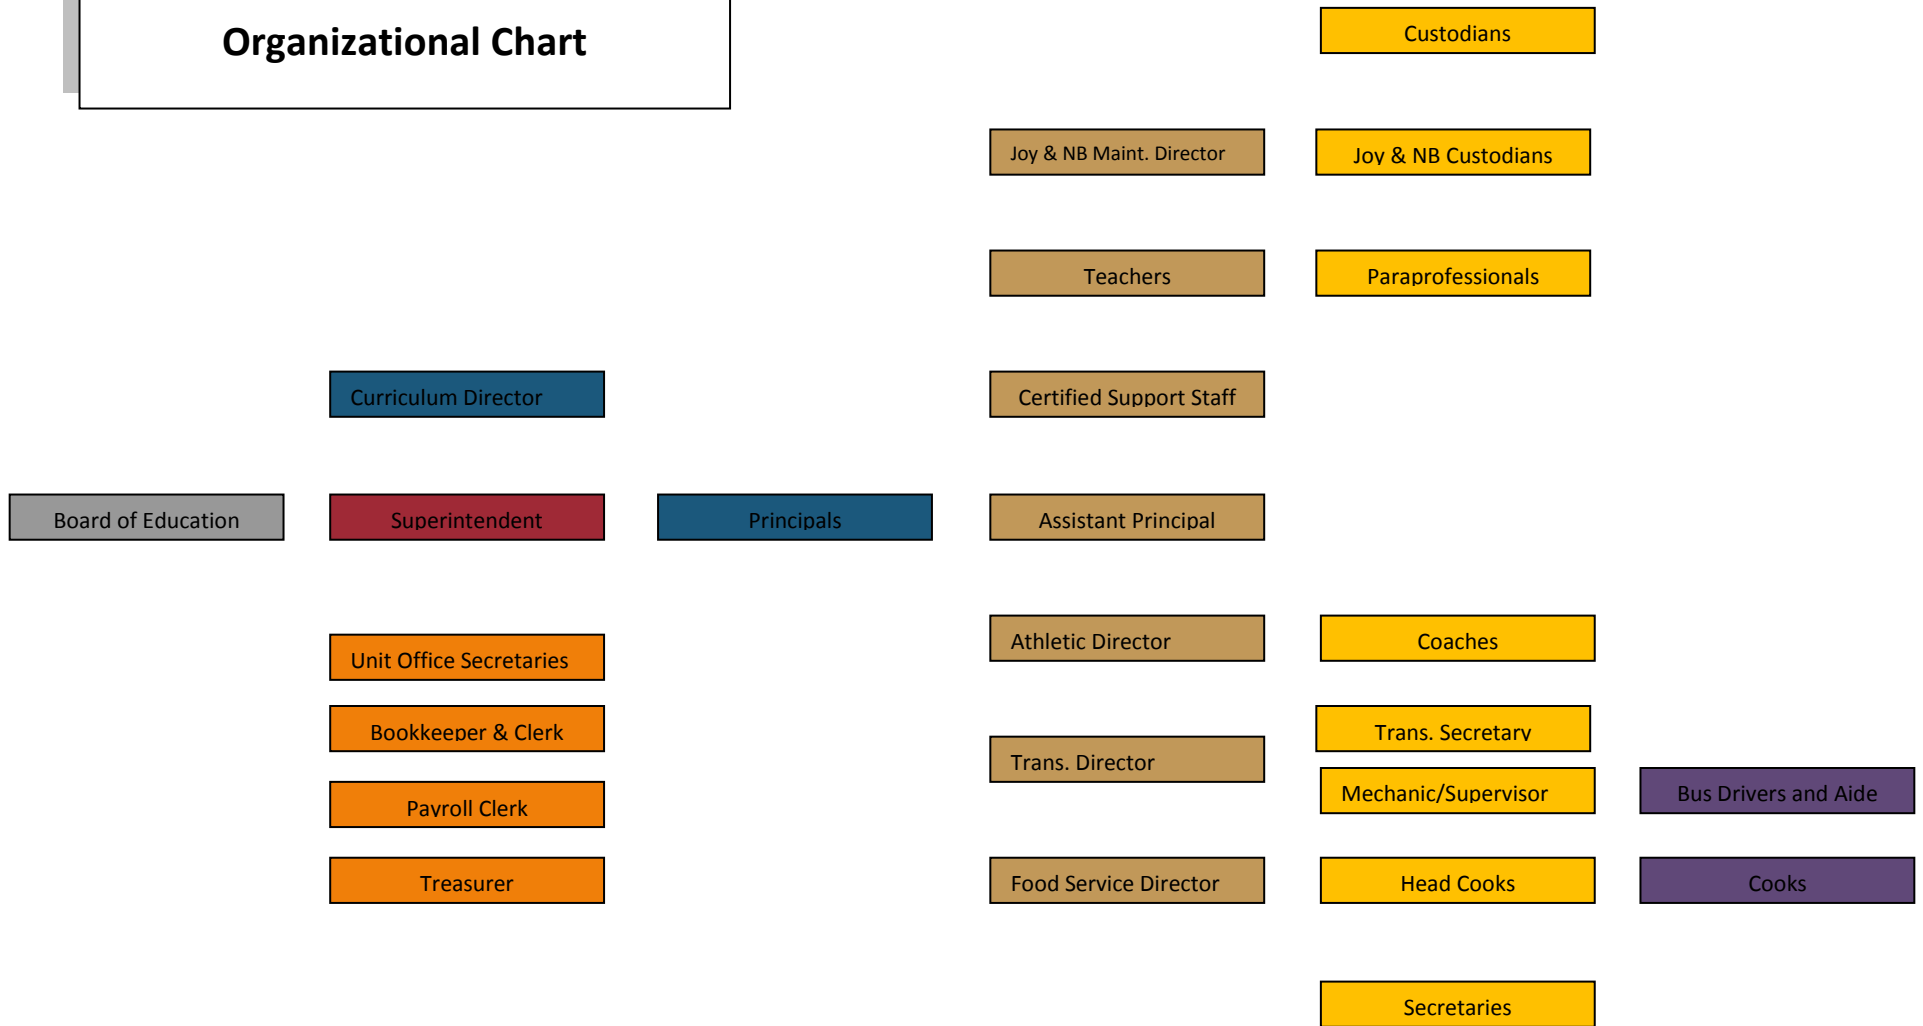 Organizational Chart
Custodians
Joy & NB Maint. Director
Joy & NB Custodians
Teachers
Paraprofessionals
Curriculum Director
Certified Support Staff
Board of Education
Superintendent
Principals
Assistant Principal
Unit Office Secretaries
Athletic Director
Coaches
Bookkeeper & Clerk
Trans. Director
Trans. Secretary
Payroll Clerk
Mechanic/Supervisor
Bus Drivers and Aide
Treasurer
Food Service Director
Head Cooks
Cooks
Secretaries